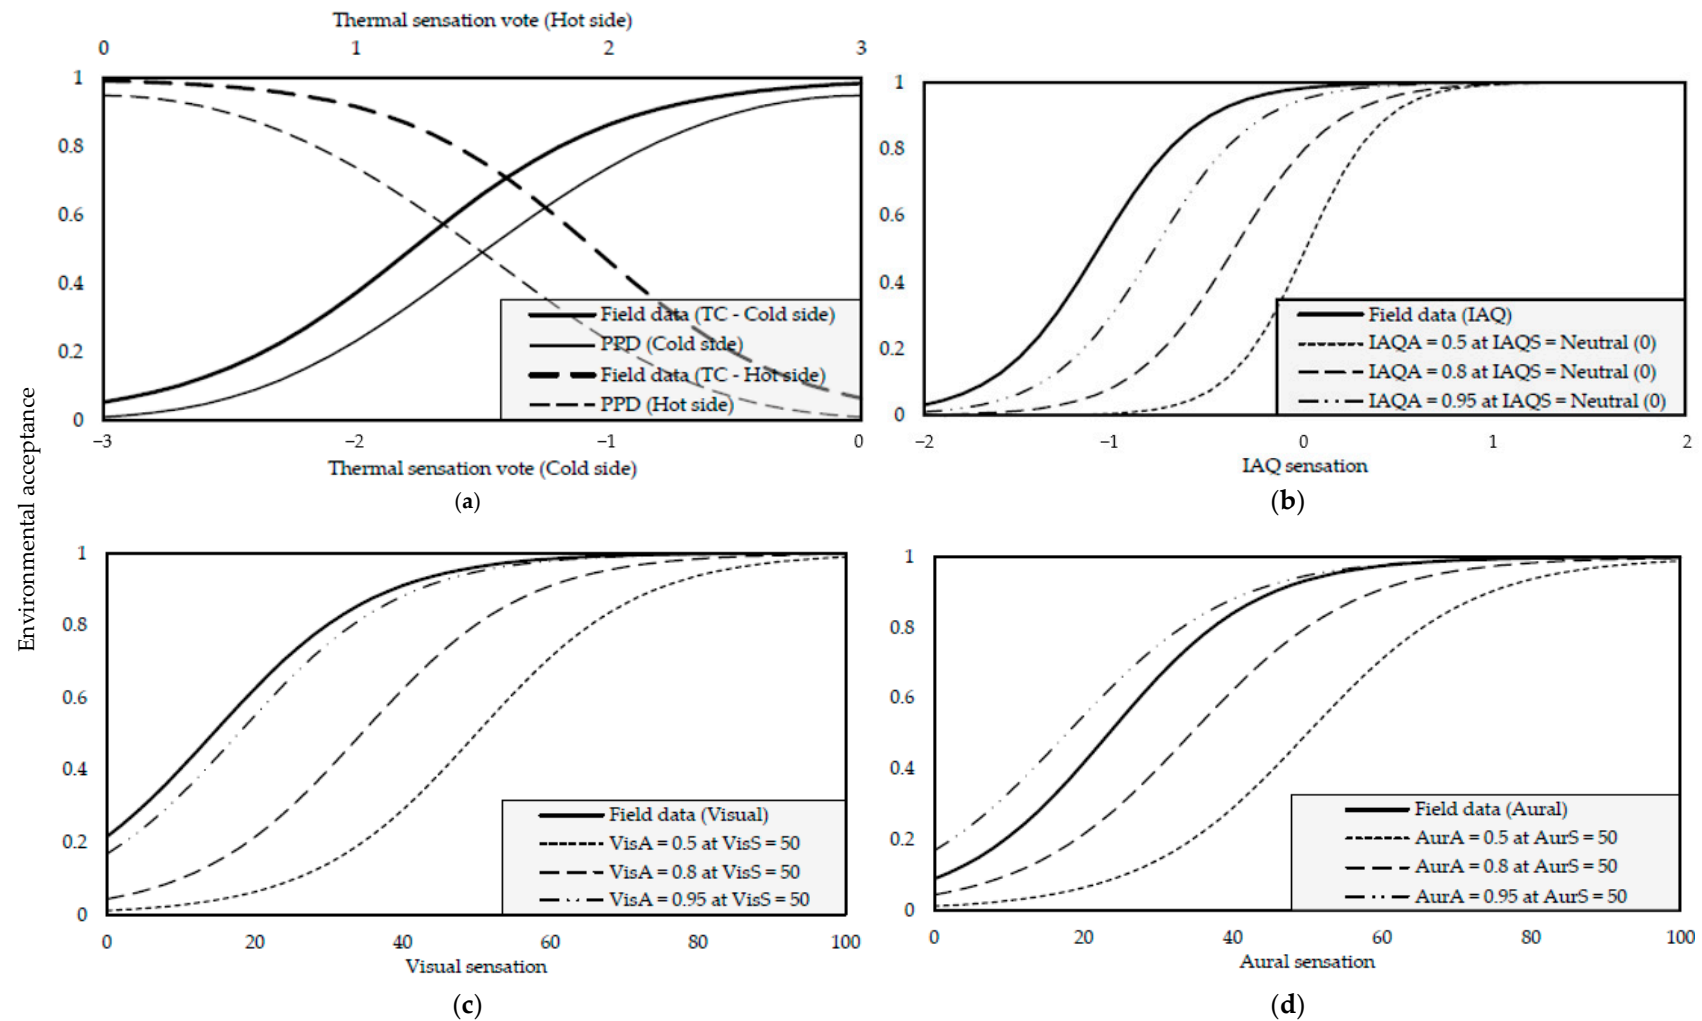 Thermal sensation vote (Hot side)
0 1 2 3
1
0.8
0.6
0.4
0.2
0
Field data (TC - Cold side)
PPD (Cold side)
Field data (TC - Hot side)
PPD (Hot side)
−3 −2 −1 0
Thermal sensation vote (Cold side)
(a)
1
0.8
0.6
0.4
0.2
0
Field data (IAQ)
IAQA = 0.5 at IAQS = Neutral (0)
IAQA = 0.8 at IAQS = Neutral (0)
IAQA = 0.95 at IAQS = Neutral (0)
−2 −1 0 1 2
IAQ sensation
(b)
Environmental acceptance
1
0.8
0.6
0.4
0.2
0
Field data (Visual)
VisA = 0.5 at VisS = 50
VisA = 0.8 at VisS = 50
VisA = 0.95 at VisS = 50
0 20 40 60 80 100
Visual sensation
(c)
1
0.8
0.6
0.4
0.2
0
Field data (Aural)
AurA = 0.5 at AurS = 50
AurA = 0.8 at AurS = 50
AurA = 0.95 at AurS = 50
0 20 40 60 80 100
Aural sensation
(d)